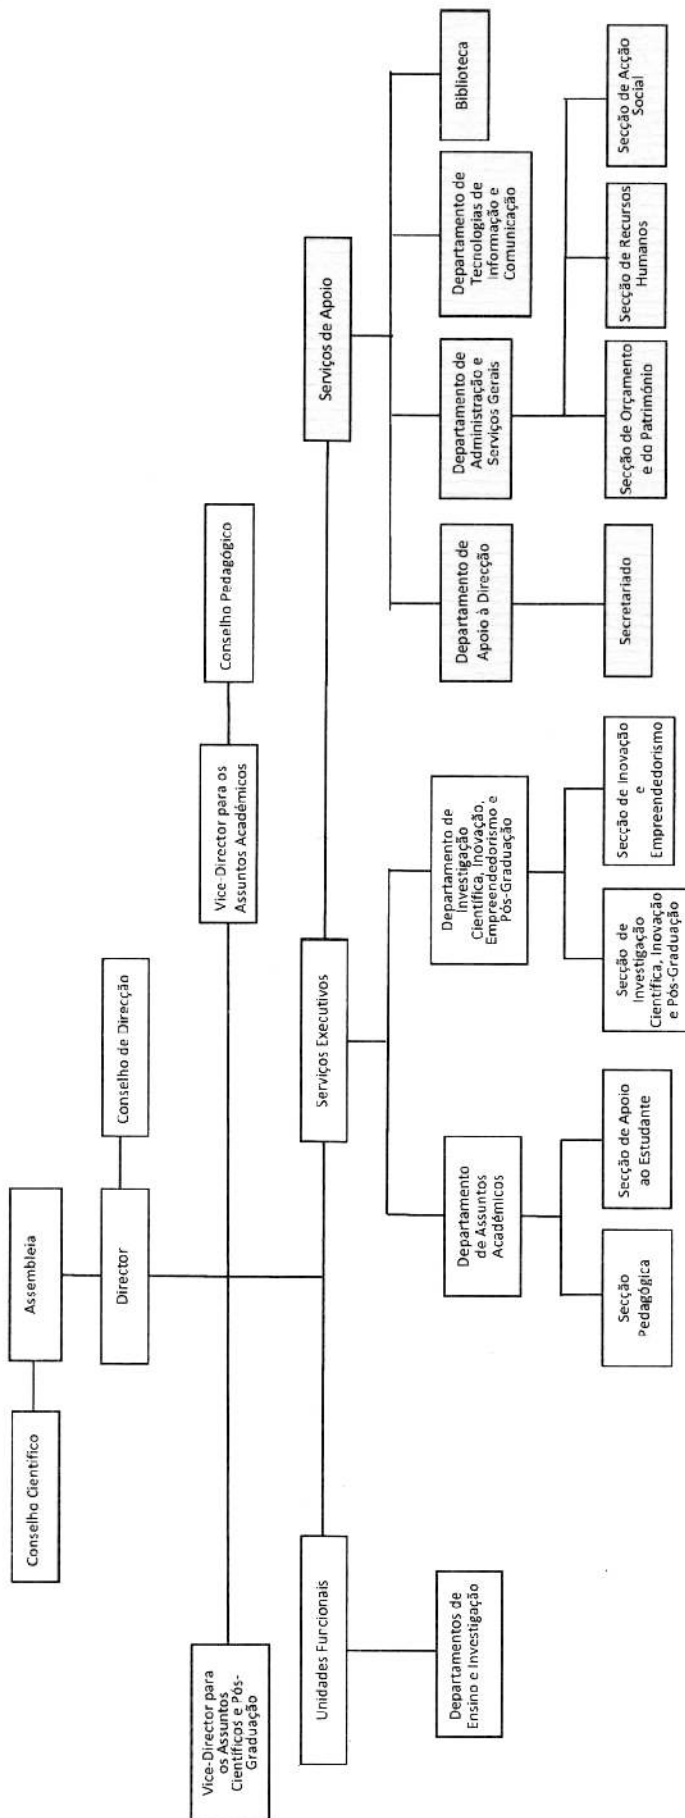 Conselho Científico
Assembleia
Director
Conselho de Direcção
Vice-Director para
os Assuntos
Científicos e Pós-
Graduação
Vice-Director para os
Assuntos Académicos
Conselho Pedagógico
Unidades Funcionais
Serviços Executivos
Serviços de Apoio
Departamentos de
Ensino e Investigação
Departamento
de Assuntos
Académicos
Departamento de
Investigação
Científica, Inovação,
Empreendedorismo e
Pós-Graduação
Departamento de
Apoio à Direcção
Departamento de
Administração e
Serviços Gerais
Departamento de
Tecnologias de
Informação e
Comunicação
Biblioteca
Secção
Pedagógica
Secção de Apoio
ao Estudante
Secção de
Investigação
Científica, Inovação
e Pós-Graduação
Secção de Inovação
e
Empreendedorismo
Secretariado
Secção de Orçamento
e do Património
Secção de Recursos
Humanos
Secção de Acção
Social